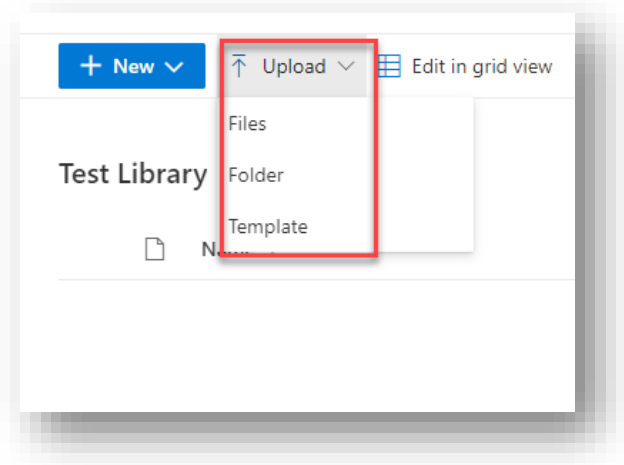 New
Upload
Edit in grid view
Files
Test Library
Folder
Template